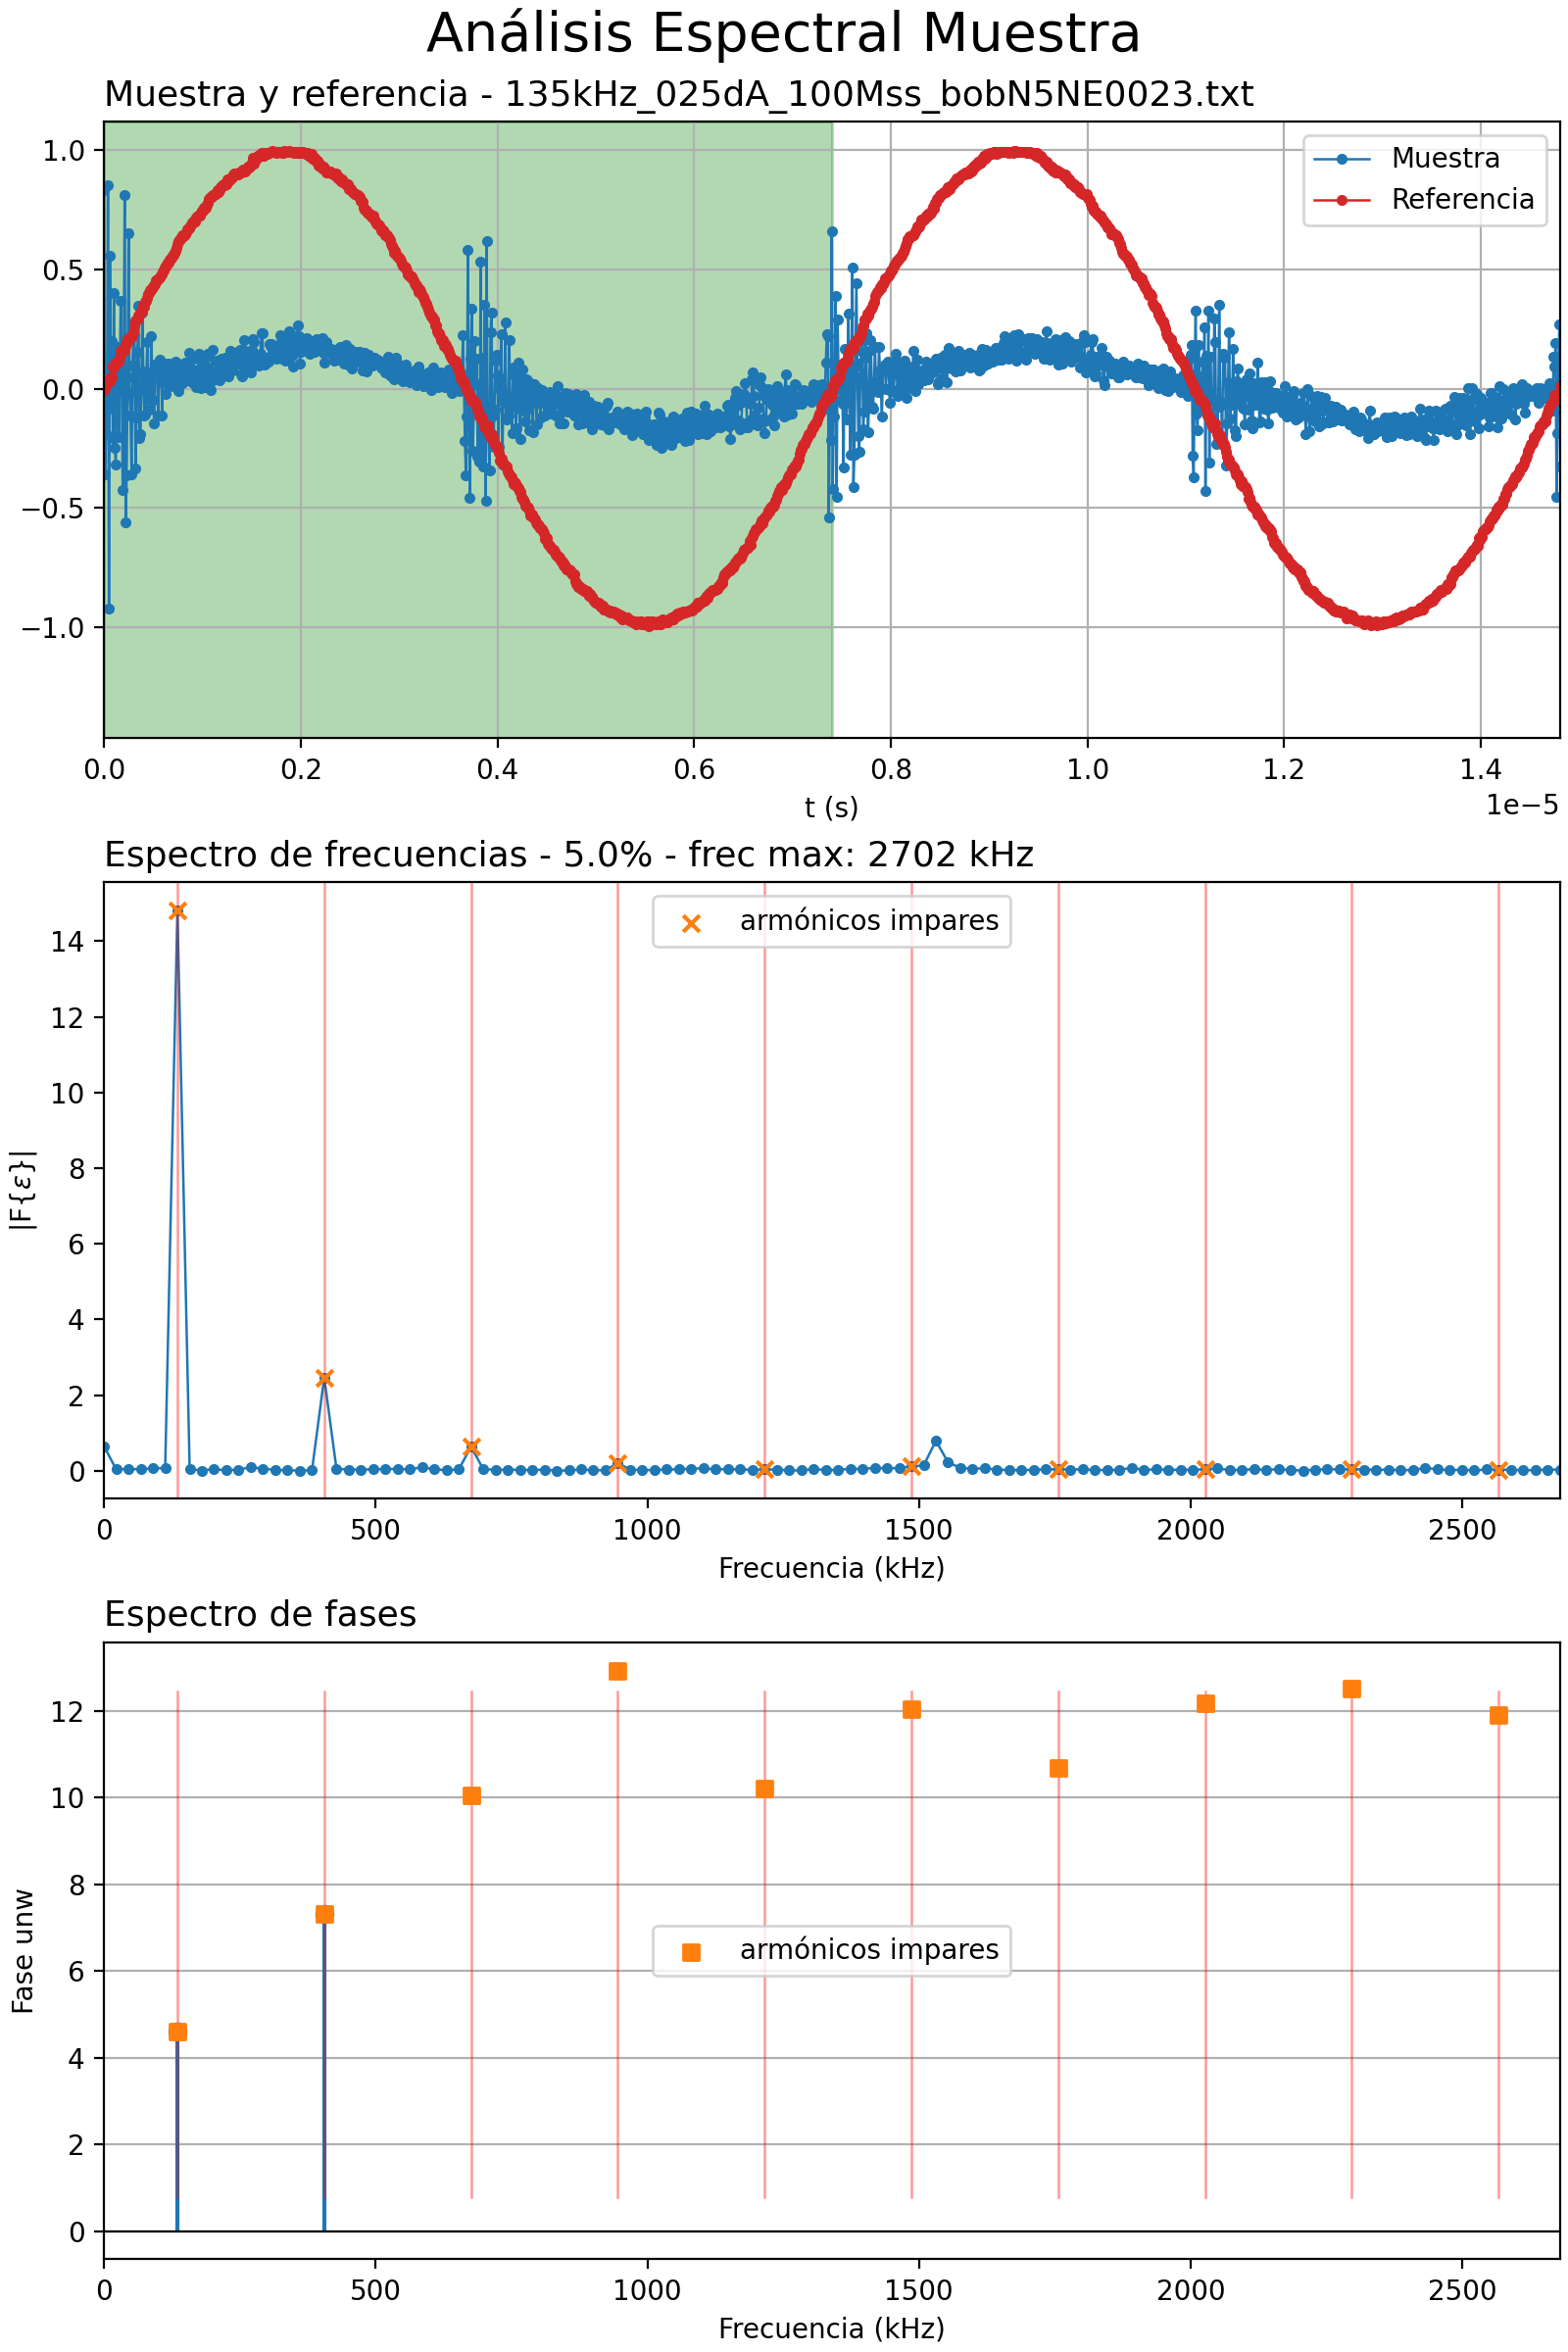 Análisis Espectral Muestra
Muestra y referencia - 135kHz_025dA_100Mss_bobN5NE0023.txt
Muestra
Referencia
1.0
0.5
0.0
−0.5
−1.0
0.0 0.2 0.4 0.6 0.8 1.0 1.2 1.4
1e−5
t (s)
Espectro de frecuencias - 5.0% - frec max: 2702 kHz
armónicos impares
14
12
10
8
6
4
2
0
|F{ε}|
0 500 1000 1500 2000 2500
Frecuencia (kHz)
Espectro de fases
12
10
8
6
4
2
0
Fase unw
armónicos impares
0 500 1000 1500 2000 2500
Frecuencia (kHz)